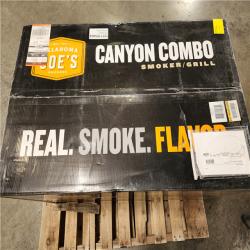 OKLAHOMA
JOE'S
CANYON COMBO
SMOKER/GRILL
REAL. SMOKE. FLAVOR